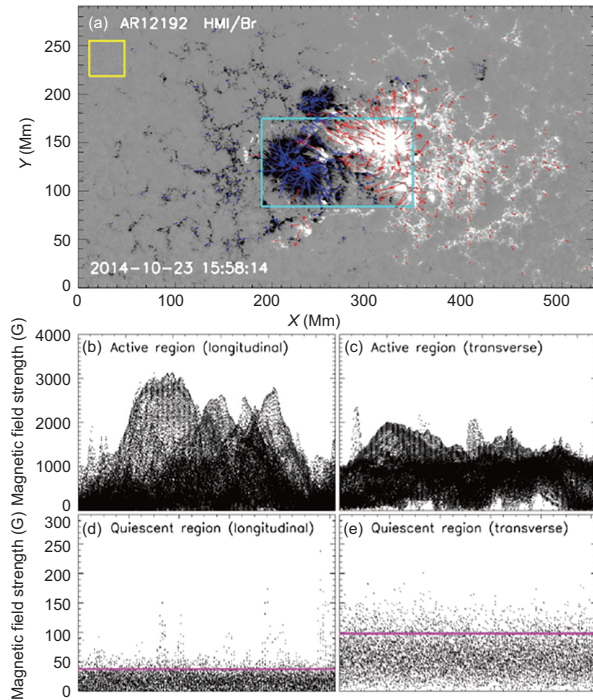 (a) AR12192 HMI/Br
250
200
Y (Mm)
150
100
50
0
2014-10-23 15:58:14
0 100 200 300 400 500
X (Mm)
Magnetic field strength (G)
4000
3000
2000
1000
0
(b) Active region (longitudinal)
(c) Active region (transverse)
Magnetic field strength (G)
300
250
200
150
100
50
0
(d) Quiescent region (longitudinal)
(e) Quiescent region (transverse)